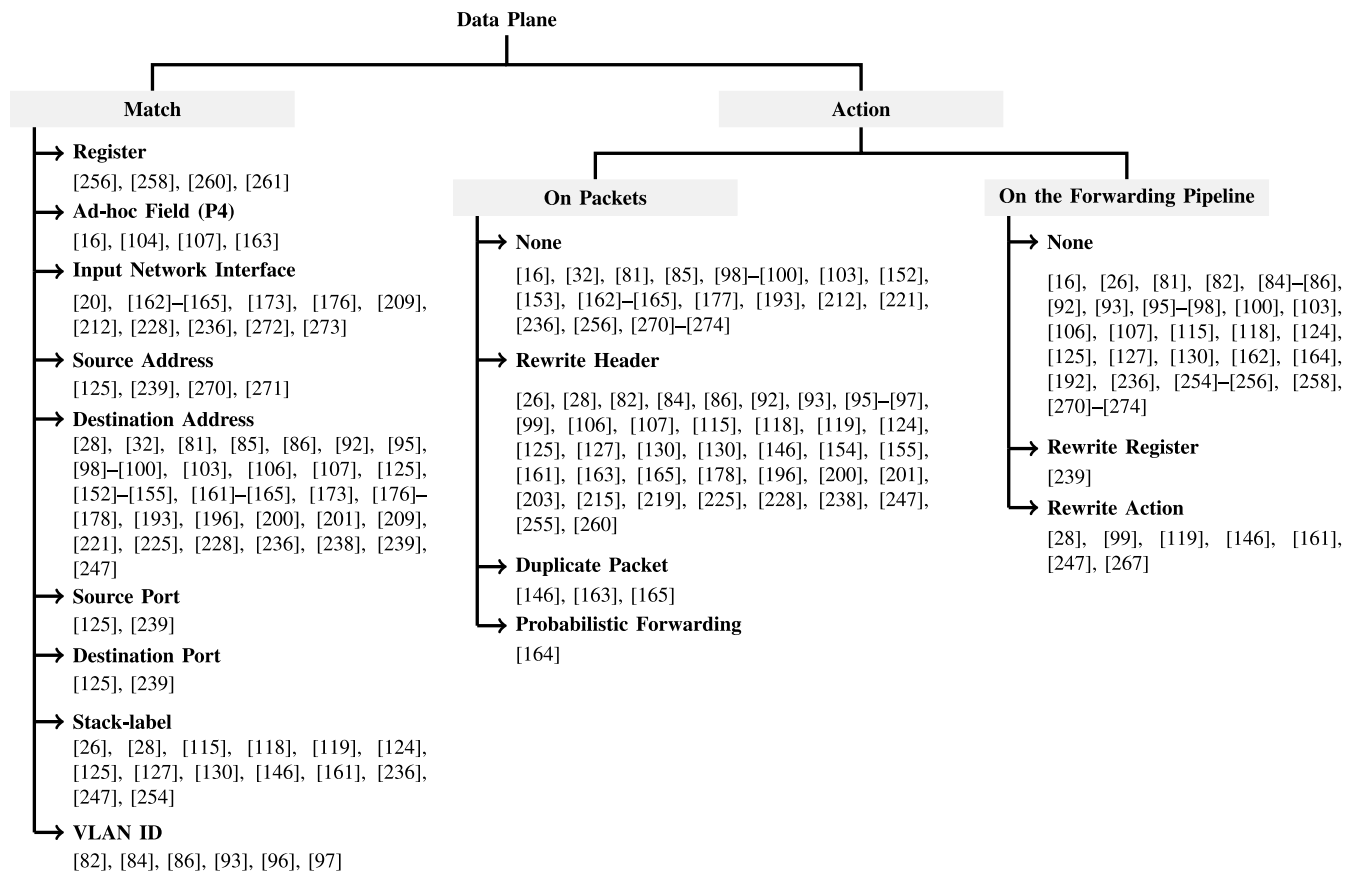 Data Plane
Match
Register
[256], [258], [260], [261]
Ad-hoc Field (P4)
[16], [104], [107], [163]
Input Network Interface
[20], [162]–[165], [173], [176], [209],
[212], [228], [236], [272], [273]
Source Address
[125], [239], [270], [271]
Destination Address
[28], [32], [81], [85], [86], [92], [95],
[98]–[100], [103], [106], [107], [125],
[152]–[155], [161]–[165], [173], [176]–
[178], [193], [196], [200], [201], [209],
[221], [225], [228], [236], [238], [239],
[247]
Source Port
[125], [239]
Destination Port
[125], [239]
Stack-label
[26], [28], [115], [118], [119], [124],
[125], [127], [130], [146], [161], [236],
[247], [254]
VLAN ID
[82], [84], [86], [93], [96], [97]
Action
On Packets
None
[16], [32], [81], [85], [98]–[100], [103], [152],
[153], [162]–[165], [177], [193], [212], [221],
[236], [256], [270]–[274]
Rewrite Header
[26], [28], [82], [84], [86], [92], [93], [95]–[97],
[99], [106], [107], [115], [118], [119], [124],
[125], [127], [130], [130], [146], [154], [155],
[161], [163], [165], [178], [196], [200], [201],
[203], [215], [219], [225], [228], [238], [247],
[255], [260]
Duplicate Packet
[146], [163], [165]
Probabilistic Forwarding
[164]
On the Forwarding Pipeline
None
[16], [26], [81], [82], [84]–[86],
[92], [93], [95]–[98], [100], [103],
[106], [107], [115], [118], [124],
[125], [127], [130], [162], [164],
[192], [236], [254]–[256], [258],
[270]–[274]
Rewrite Register
[239]
Rewrite Action
[28], [99], [119], [146], [161],
[247], [267]